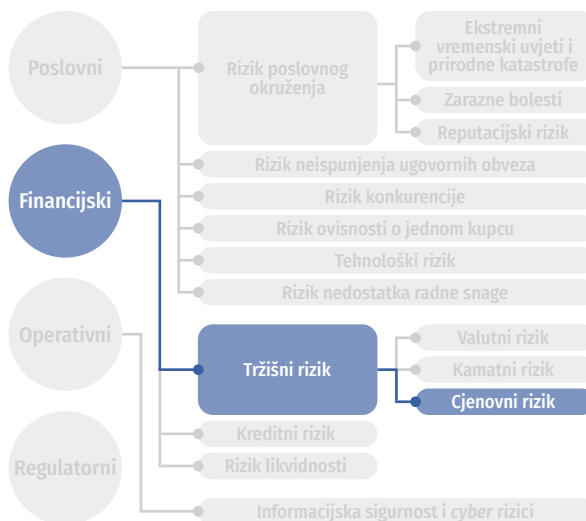 Poslovni
Rizik poslovnog
okruženja
Ekstremni
vremenski uvjeti i
prirodne katastrofe
Zarazne bolesti
Reputacijski rizik
Rizik neispunjenja ugovornih obveza
Financijski
Rizik konkurencije
Rizik ovisnosti o jednom kupcu
Tehnološki rizik
Rizik nedostatka radne snage
Operativni
Tržišni rizik
Valutni rizik
Kamatni rizik
Cjenovni rizik
Kreditni rizik
Rizik likvidnosti
Regulatorni
Informacijska sigurnost i cyber rizici